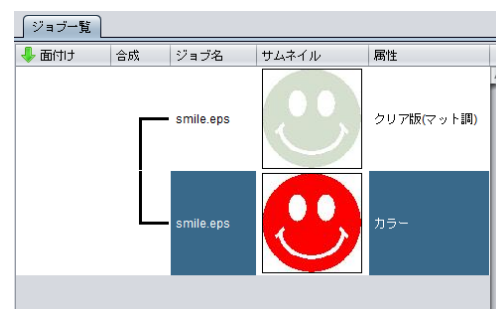 ジョブ一覧
面付け 合成 ジョブ名 サムネイル 属性
smile.eps クリア版(マット調)
smile.eps カラー